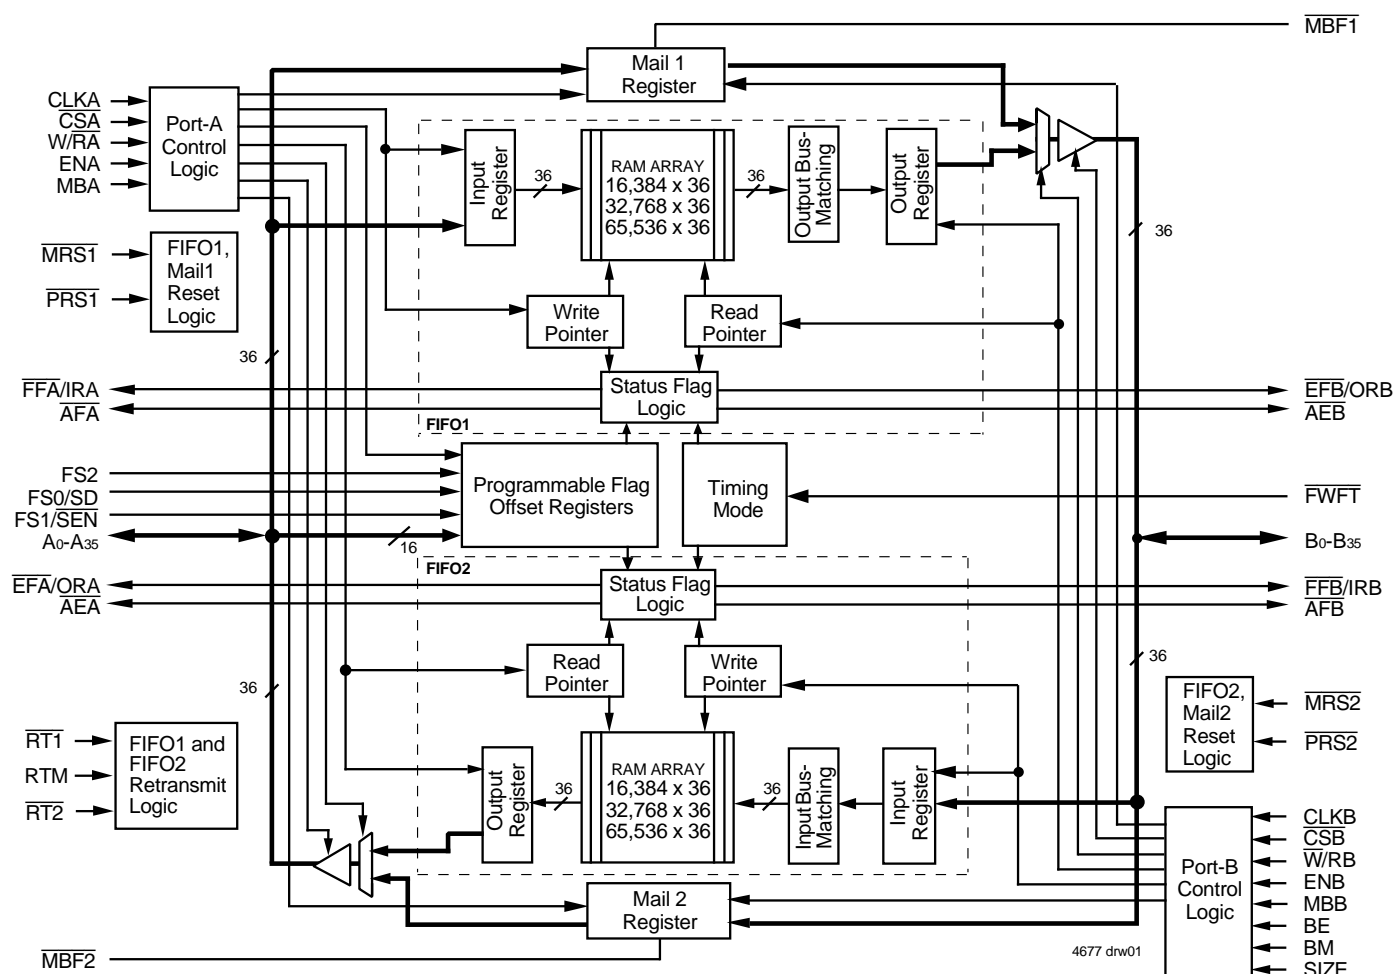 MBF1
Mail 1
Register
CLKA
CSA
W/RA
ENA
MBA
Port-A
Control
Logic
Input
Register
36
RAM ARRAY
16,384 x 36
32,768 x 36
65,536 x 36
36
Output Bus-
Matching
Output
Register
36
MRS1
PRS1
FIFO1,
Mail1
Reset
Logic
Write
Pointer
Read
Pointer
36
FFA/IRA
AFA
Status Flag
Logic
EFB/ORB
AEB
FIFO1
FS2
FS0/SD
FS1/SEN
A0-A35
Programmable Flag
Offset Registers
16
Timing
Mode
FWFT
B0-B35
FIFO2
EFA/ORA
AEA
Status Flag
Logic
FFB/IRB
AFB
36
Read
Pointer
Write
Pointer
36
FIFO2,
Mail2
Reset
Logic
MRS2
PRS2
RT1
RTM
RT2
FIFO1 and
FIFO2
Retransmit
Logic
Output
Register
36
RAM ARRAY
16,384 x 36
32,768 x 36
65,536 x 36
36
Input Bus-
Matching
Input
Register
Port-B
Control
Logic
CLKB
CSB
W/RB
ENB
MBB
BE
BM
SIZE
Mail 2
Register
MBF2
4677 drw01